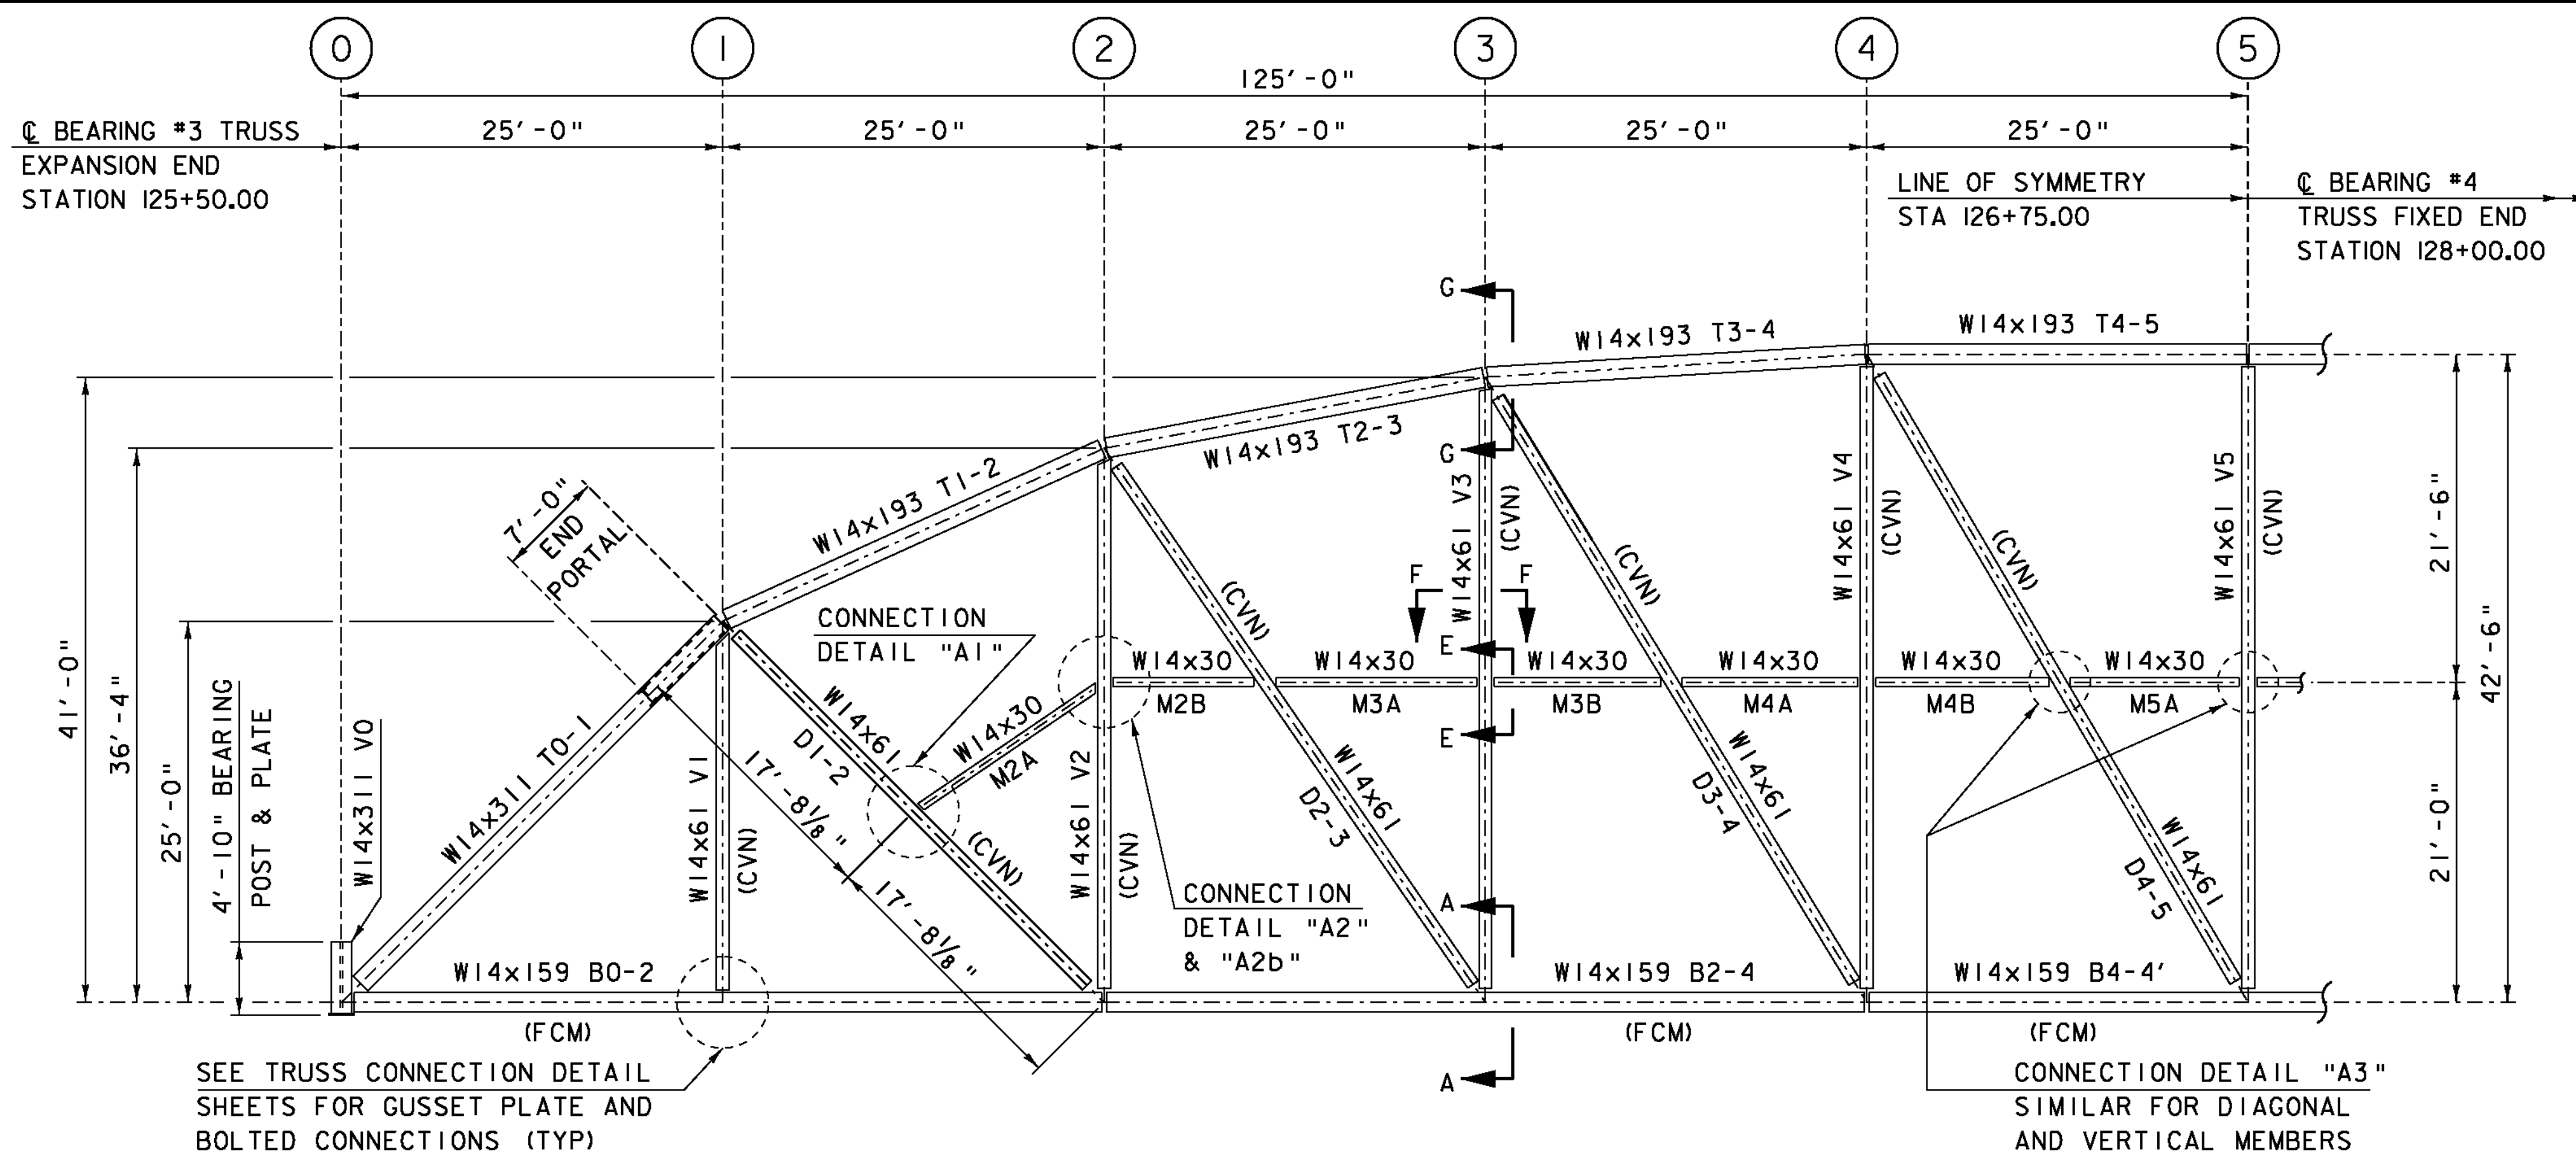 0 1 2 3 4 5
125'-0"
25'-0" 25'-0" 25'-0" 25'-0" 25'-0"
℄ BEARING #3 TRUSS
EXPANSION END
STATION 125+50.00
LINE OF SYMMETRY
STA 126+75.00
℄ BEARING #4
TRUSS FIXED END
STATION 128+00.00
G
G
W14x193 T3-4
W14x193 T4-5
W14x193 T2-3
W14x193 T1-2
7'-0"
END
PORTAL
41'-0"
36'-4"
25'-0"
4'-10" BEARING
POST & PLATE
W14x311 V0
W14x311 T0-1
W14x61 V1
(CVN)
CONNECTION
DETAIL "A1"
W14x61
D1-2
(CVN)
17'-8⅛"
17'-8⅛"
W14x30
M2A
W14x61 V2
(CVN)
CONNECTION
DETAIL "A2"
& "A2b"
W14x30
M2B
W14x30
M3A
W14x30
M3B
W14x30
M4A
W14x30
M4B
W14x30
M5A
(CVN)
W14x61
D2-3
W14x61 V3
(CVN)
F F
E
E
A
A
(CVN)
W14x61
D3-4
W14x61 V4
(CVN)
(CVN)
W14x61
D4-5
W14x61 V5
(CVN)
21'-6"
21'-0"
42'-6"
W14x159 B0-2
(FCM)
W14x159 B2-4
(FCM)
W14x159 B4-4'
(FCM)
SEE TRUSS CONNECTION DETAIL
SHEETS FOR GUSSET PLATE AND
BOLTED CONNECTIONS (TYP)
CONNECTION DETAIL "A3"
SIMILAR FOR DIAGONAL
AND VERTICAL MEMBERS